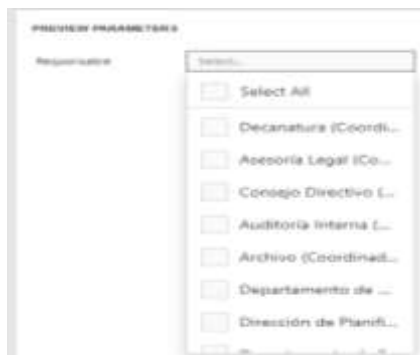 PREVIEW PARAMETERS
Responsable
Select...
Select All
Decanatura (Coordi...
Asesoría Legal (Co...
Consejo Directivo (...
Auditoría Interna (...
Archivo (Coordinad...
Departamento de ...
Dirección de Planifi...